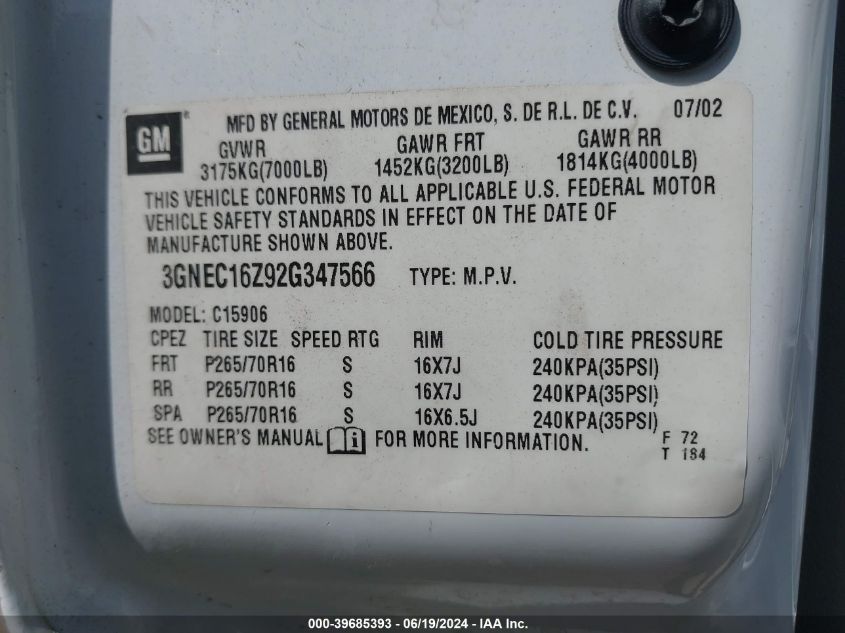 GM ® MFD BY GENERAL MOTORS DE MEXICO, S. DE R.L. DE C.V. 07/02
GVWR GAWR FRT GAWR RR
3175KG(7000LB) 1452KG(3200LB) 1814KG(4000LB)
THIS VEHICLE CONFORMS TO ALL APPLICABLE U.S. FEDERAL MOTOR
VEHICLE SAFETY STANDARDS IN EFFECT ON THE DATE OF
MANUFACTURE SHOWN ABOVE.
3GNEC16Z92G347566 TYPE: M.P.V.
MODEL: C15906
CPEZ TIRE SIZE SPEED RTG RIM COLD TIRE PRESSURE
FRT P265/70R16 S 16X7J 240KPA(35PSI)
RR P265/70R16 S 16X7J 240KPA(35PSI)
SPA P265/70R16 S 16X6.5J 240KPA(35PSI)
SEE OWNER'S MANUAL i FOR MORE INFORMATION. F 72
T 184
000-39685393 - 06/19/2024 - IAA Inc.